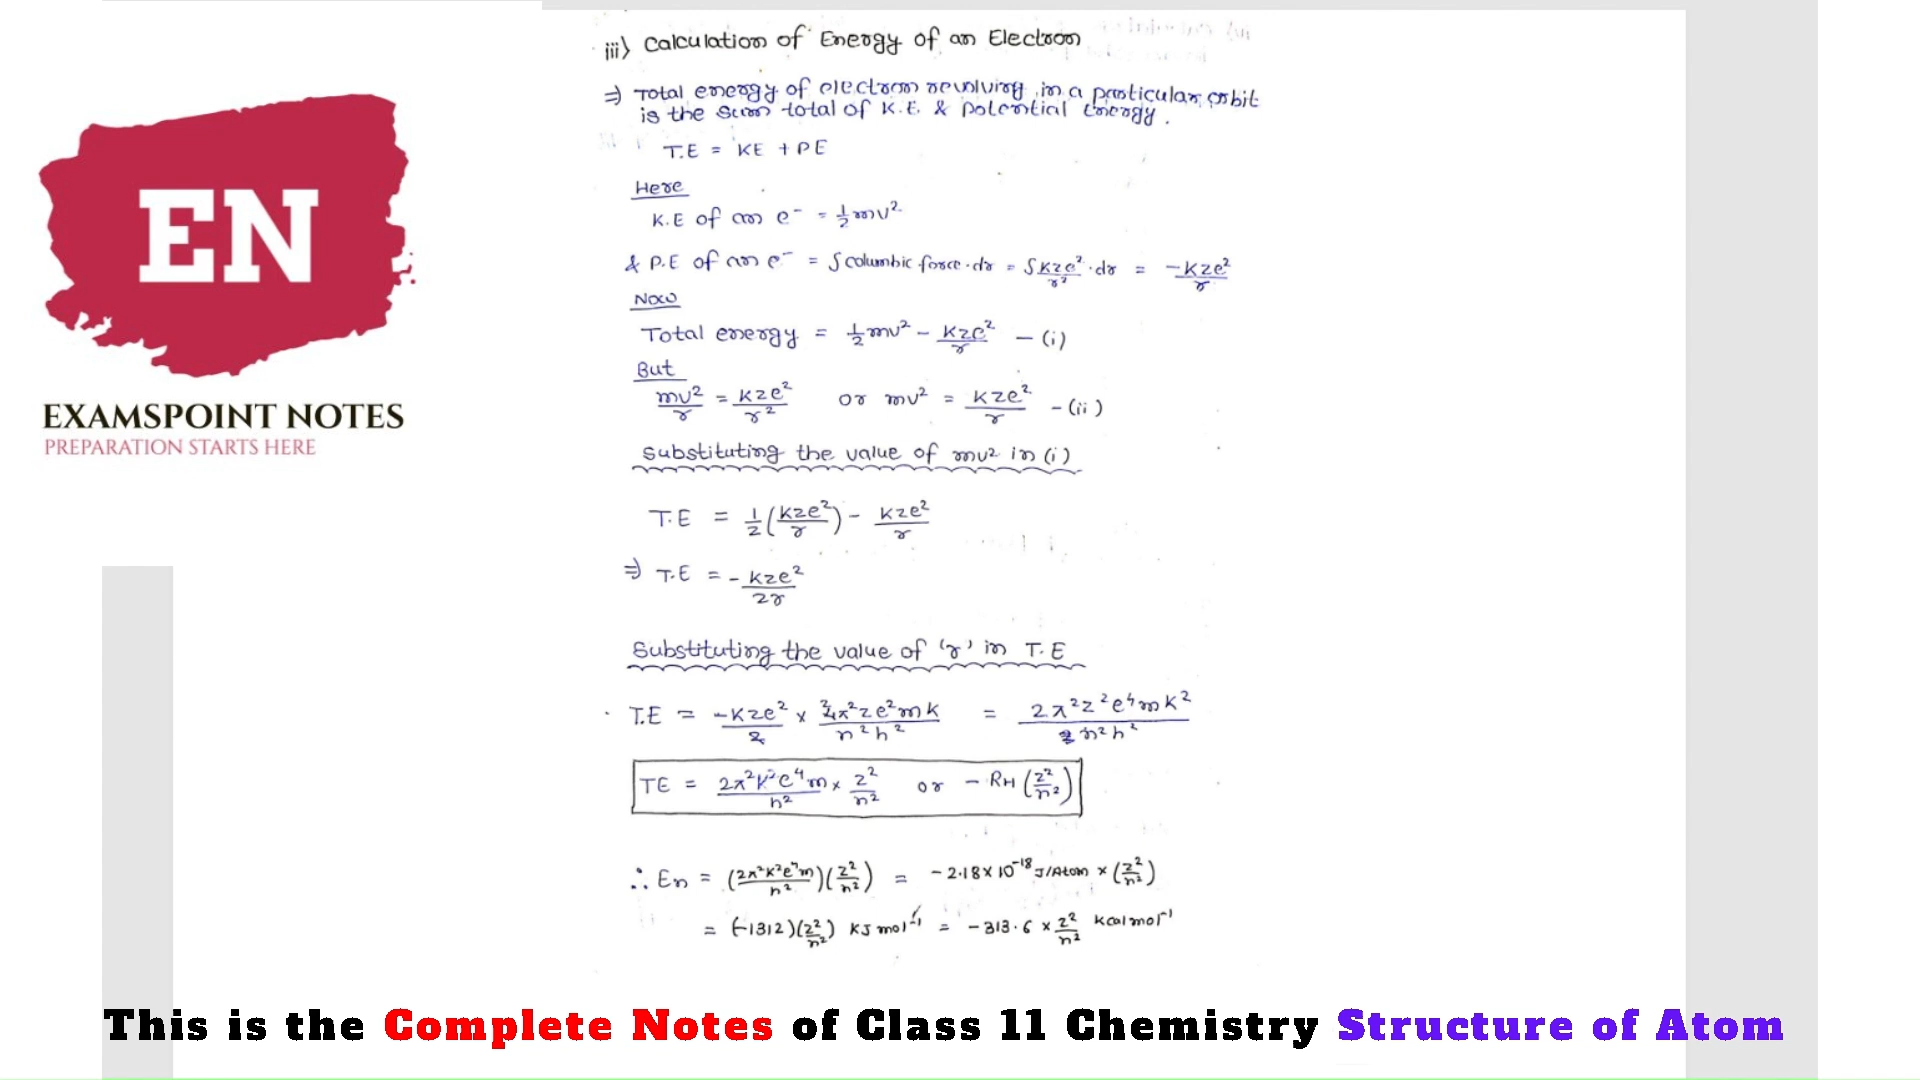 EN
EXAMSPOINT NOTES
PREPARATION STARTS HERE
iii) Calculation of Energy of an Electron
⇒ Total energy of electron revolving in a particular orbit
is the sum total of K.E. & potential Energy.
T.E = KE + PE
Here
K.E of an e⁻ = 1/2 mv²
& P.E of an e⁻ = ∫columbic force·dr = ∫Kze²/r² ·dr = -Kze²/r
Now
Total energy = 1/2 mv² - Kze²/r - (i)
But
mv²/r = kze²/r² or mv² = kze²/r - (ii)
Substituting the value of mv² in (i)
T.E = 1/2 (kze²/r) - kze²/r
⇒ T.E = - kze²/2r
Substituting the value of 'r' in T.E
T.E = -kze²/2 × 4π²ze²mk/n²h² = 2π²z²e⁴mk²/n²h²
TE = 2π²k²e⁴m/h² × z²/n² or - RH (z²/n²)
∴ En = (2π²k²e⁴m/h²)(z²/n²) = -2.18×10⁻¹⁸ J/Atom × (z²/n²)
= (-1312)(z²/n²) KJ mol⁻¹ = -313.6 × z²/n² kcal mol⁻¹
This is the Complete Notes of Class 11 Chemistry Structure of Atom